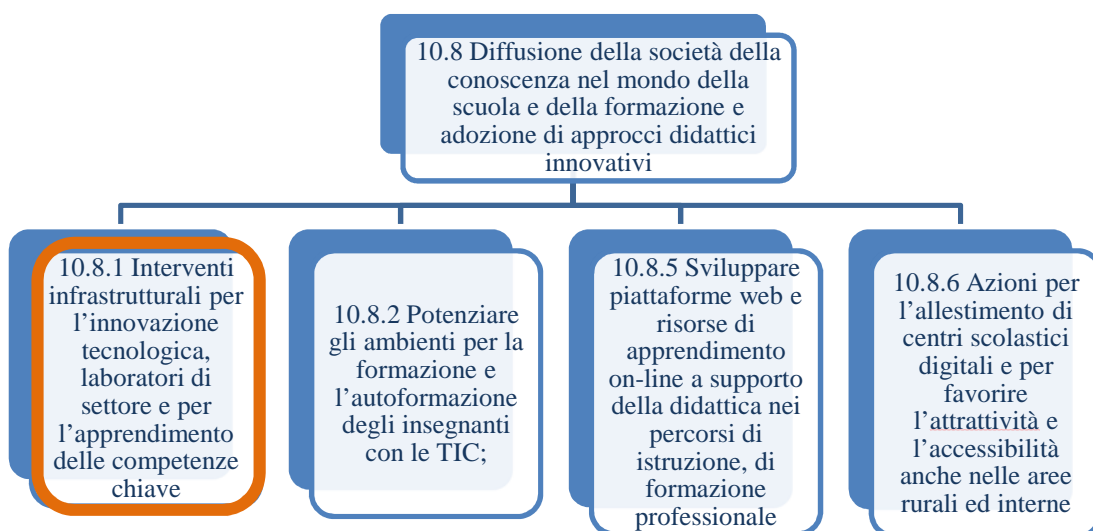 10.8 Diffusione della società della
conoscenza nel mondo della
scuola e della formazione e
adozione di approcci didattici
innovativi
10.8.1 Interventi
infrastrutturali per
l’innovazione
tecnologica,
laboratori di
settore e per
l’apprendimento
delle competenze
chiave
10.8.2 Potenziare
gli ambienti per la
formazione e
l’autoformazione
degli insegnanti
con le TIC;
10.8.5 Sviluppare
piattaforme web e
risorse di
apprendimento
on-line a supporto
della didattica nei
percorsi di
istruzione, di
formazione
professionale
10.8.6 Azioni per
l’allestimento di
centri scolastici
digitali e per
favorire
l’attrattività e
l’accessibilità
anche nelle aree
rurali ed interne